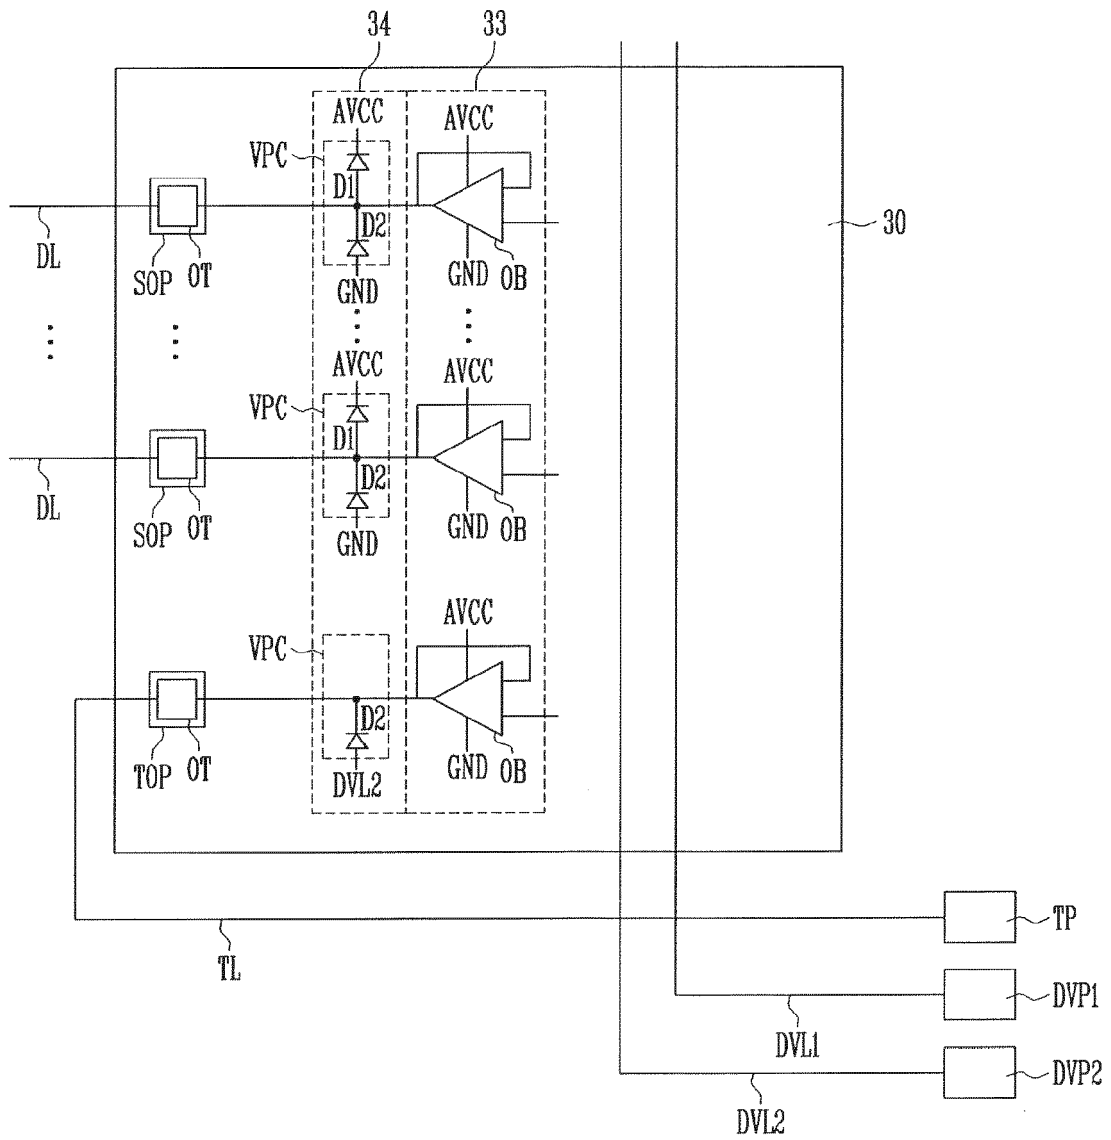 34 33
AVCC AVCC
VPC
D1
D2
30
DL SOP OT GND GND OB
AVCC AVCC
VPC
D1
D2
DL SOP OT GND GND OB
AVCC
VPC
D2
TOP OT DVL2 GND OB
TP
TL
DVP1
DVL1
DVP2
DVL2